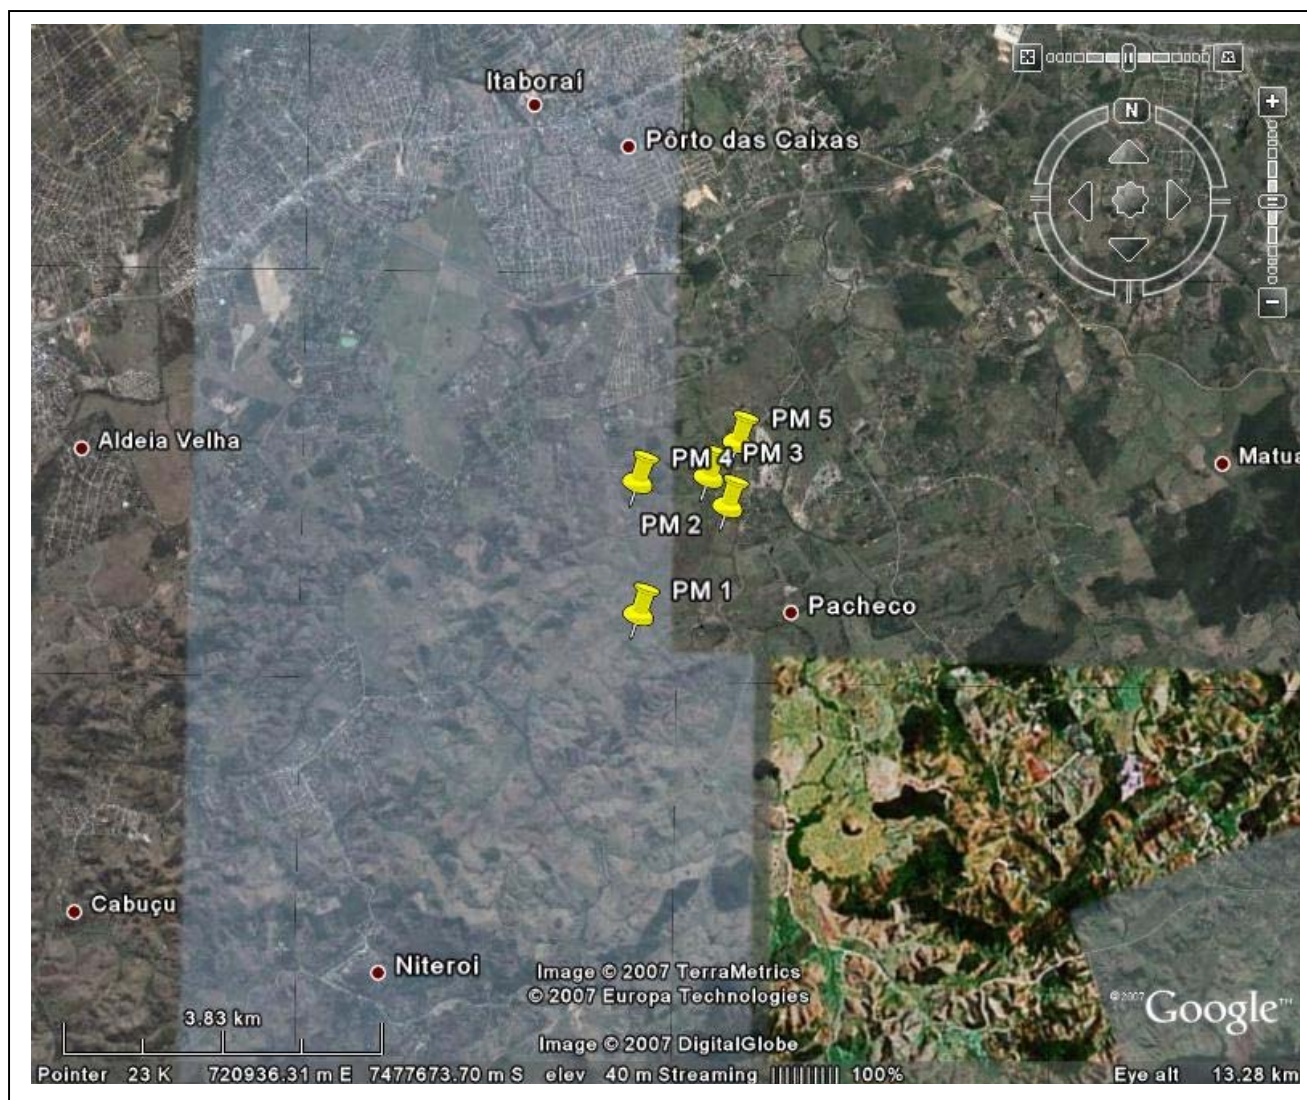 Itaboraí
N
Pôrto das Caixas
PM 5
Aldeia Velha
PM 4
PM 3
Matua
PM 2
PM 1
Pacheco
Cabuçu
Niteroi
Image © 2007 TerraMetrics
© 2007 Europa Technologies
©2007 Google™
3.83 km
Image © 2007 DigitalGlobe
Pointer 23 K 720936.31 m E 7477673.70 m S elev 40 m Streaming 100% Eye alt 13.28 km